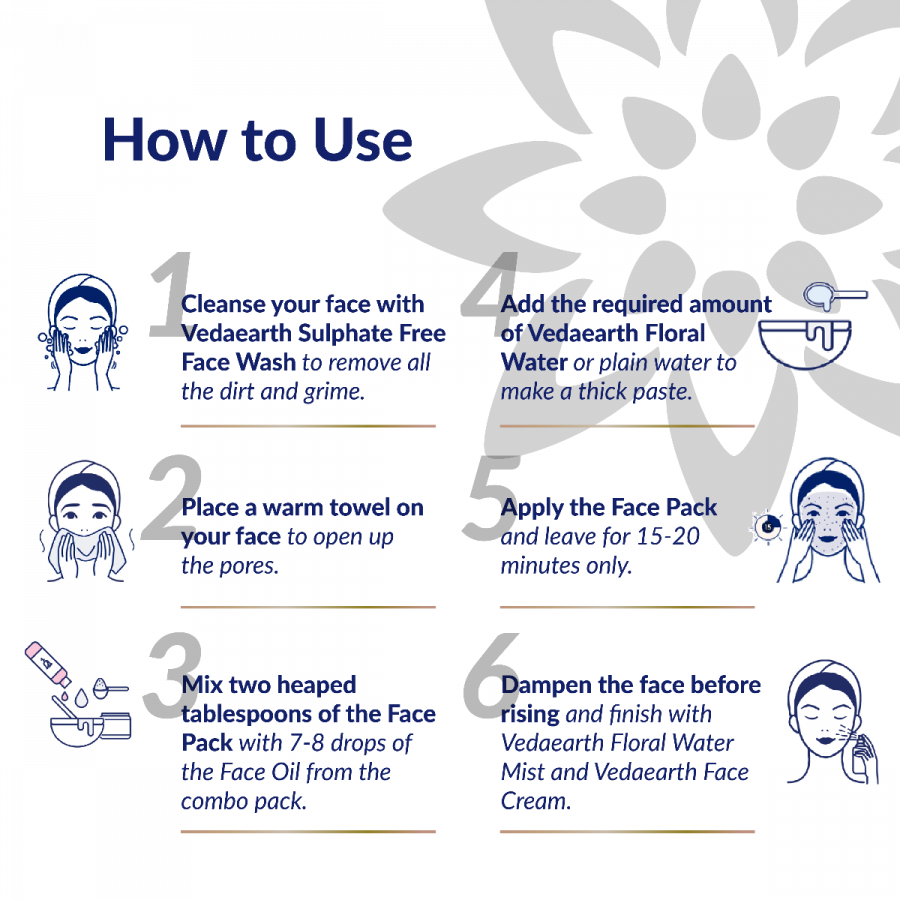 How to Use
1
Cleanse your face with
Vedaearth Sulphate Free
Face Wash to remove all
the dirt and grime.
2
Place a warm towel on
your face to open up
the pores.
3
Mix two heaped
tablespoons of the Face
Pack with 7-8 drops of
the Face Oil from the
combo pack.
4
Add the required amount
of Vedaearth Floral
Water or plain water to
make a thick paste.
5
Apply the Face Pack
and leave for 15-20
minutes only.
6
Dampen the face before
rising and finish with
Vedaearth Floral Water
Mist and Vedaearth Face
Cream.